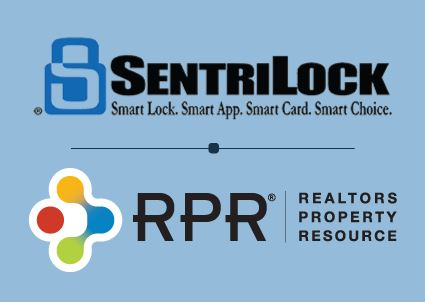 SENTRILOCK
®
Smart Lock. Smart App. Smart Card. Smart Choice.
RPR®
REALTORS
PROPERTY
RESOURCE